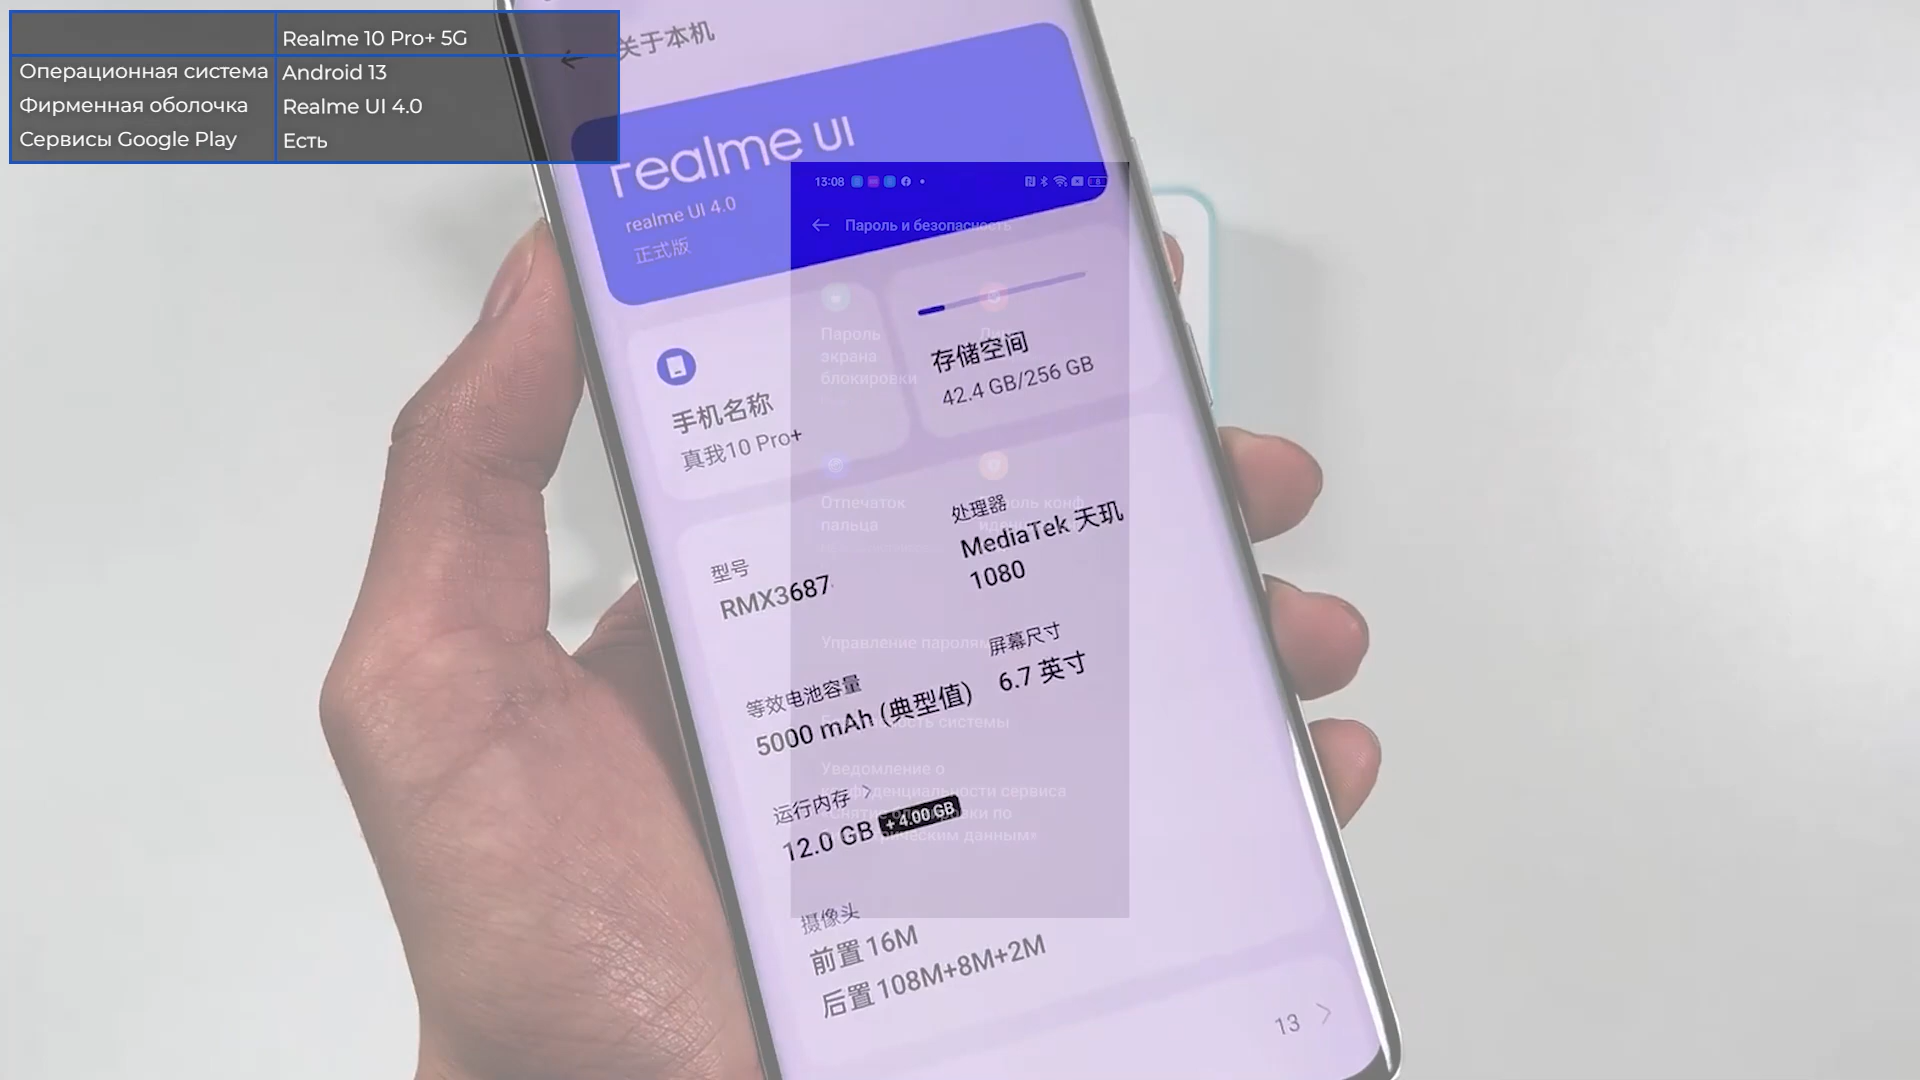 Realme 10 Pro+ 5G
Операционная система Android 13
Фирменная оболочка Realme UI 4.0
Сервисы Google Play Есть
关于本机
realme UI
realme UI 4.0
正式版
13:08
Пароль и безопасность
手机名称
真我10 Pro+
存储空间
42.4 GB/256 GB
Пароль
экрана
блокировки
Отпечаток
пальца
处理器
MediaTek 天玑
1080
型号
RMX3687
Управление паролям
屏幕尺寸
6.7 英寸
等效电池容量
5000 mAh (典型值)
системы
Уведомление о
сервиса
运行内存
12.0 GB + 4.00 GB
данным»
摄像头
前置 16M
后置 108M+8M+2M
13